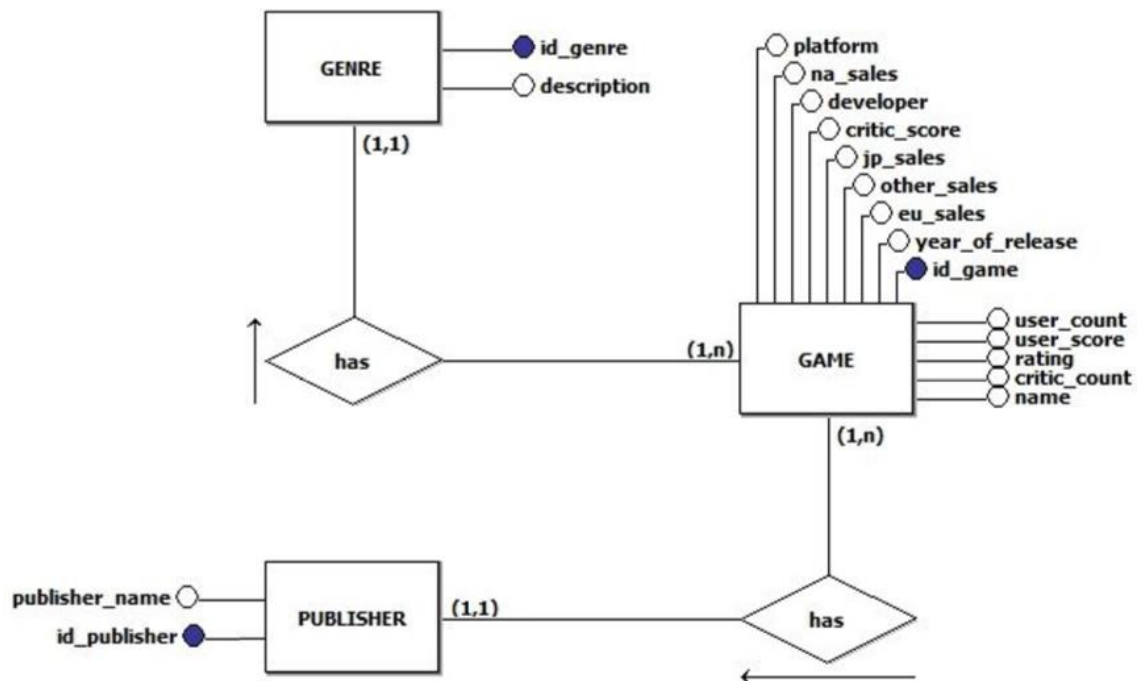 GENRE
id_genre
description
(1,1)
platform
na_sales
developer
critic_score
jp_sales
other_sales
eu_sales
year_of_release
id_game
has
(1,n)
GAME
user_count
user_score
rating
critic_count
name
(1,n)
publisher_name
id_publisher
PUBLISHER
(1,1)
has